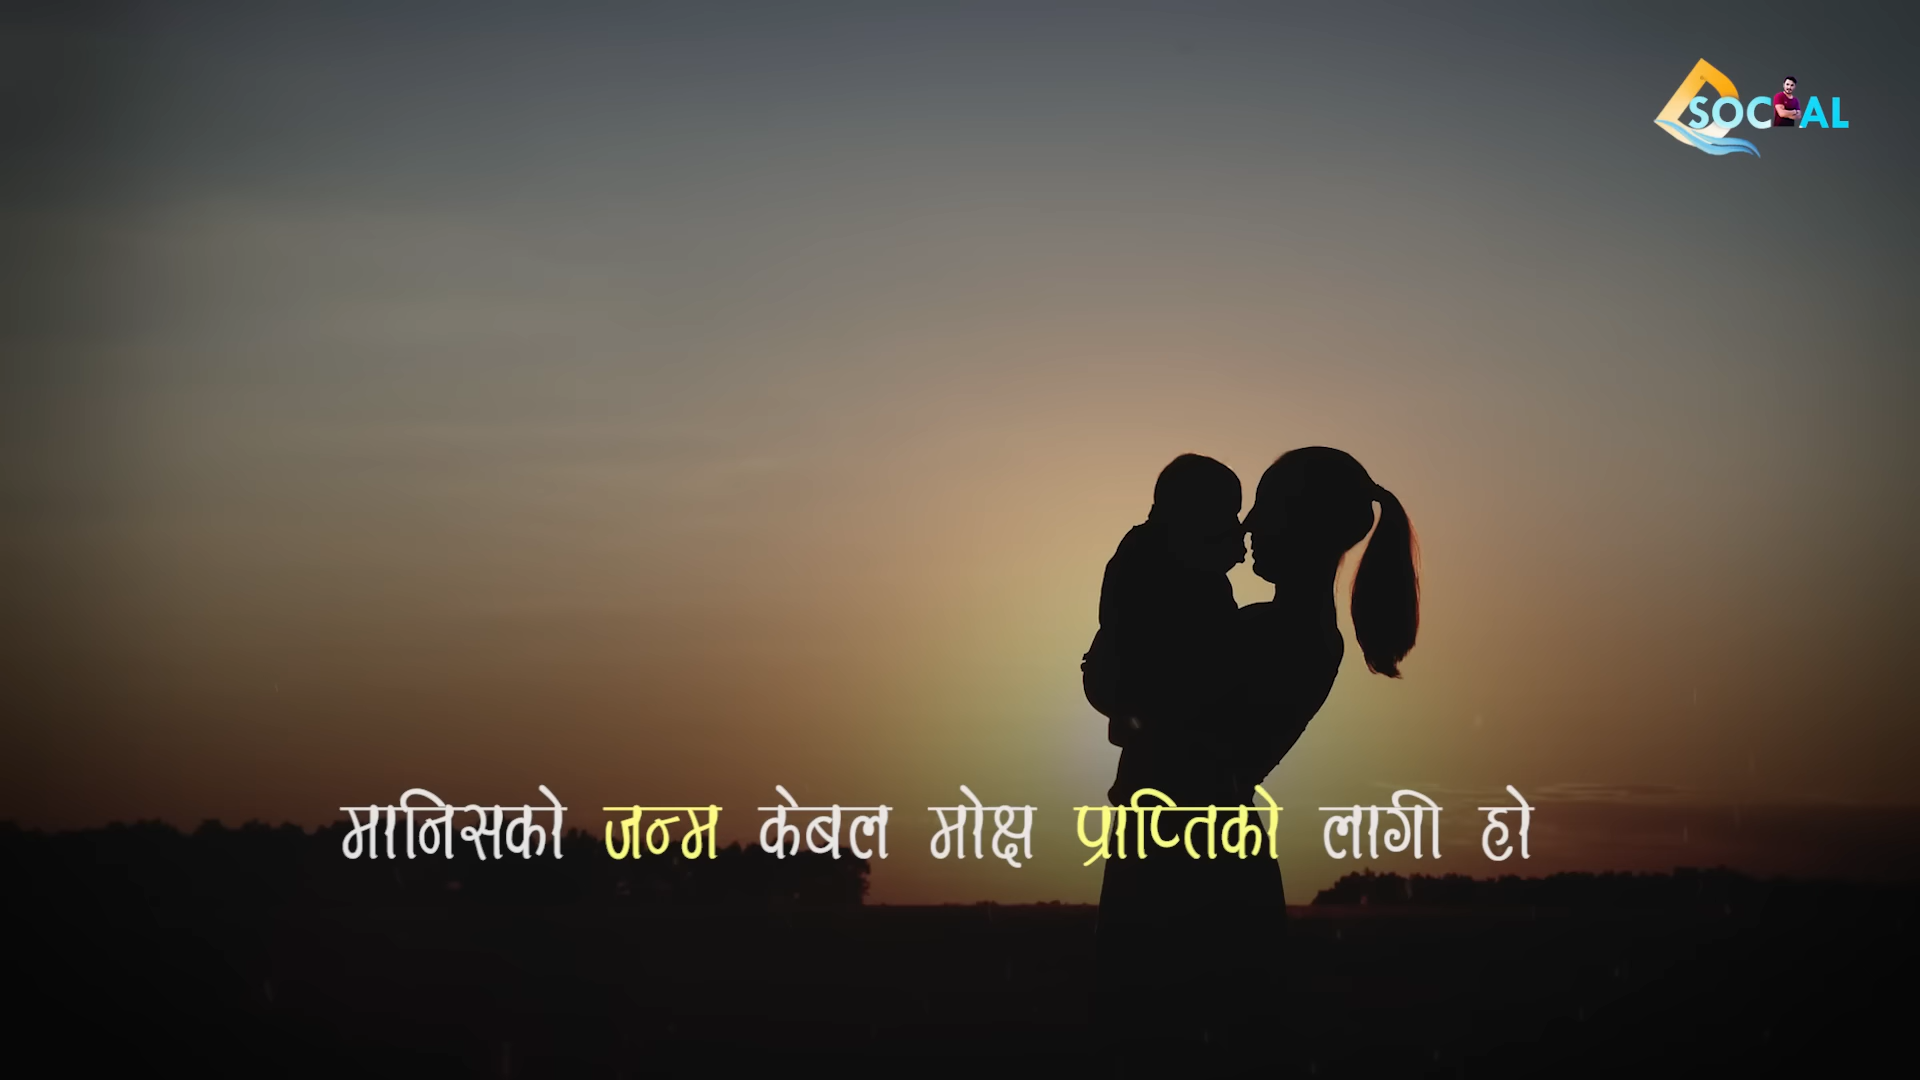 SOCIAL
मानिसको जन्म केबल मोक्ष प्राप्तिको लागी हो